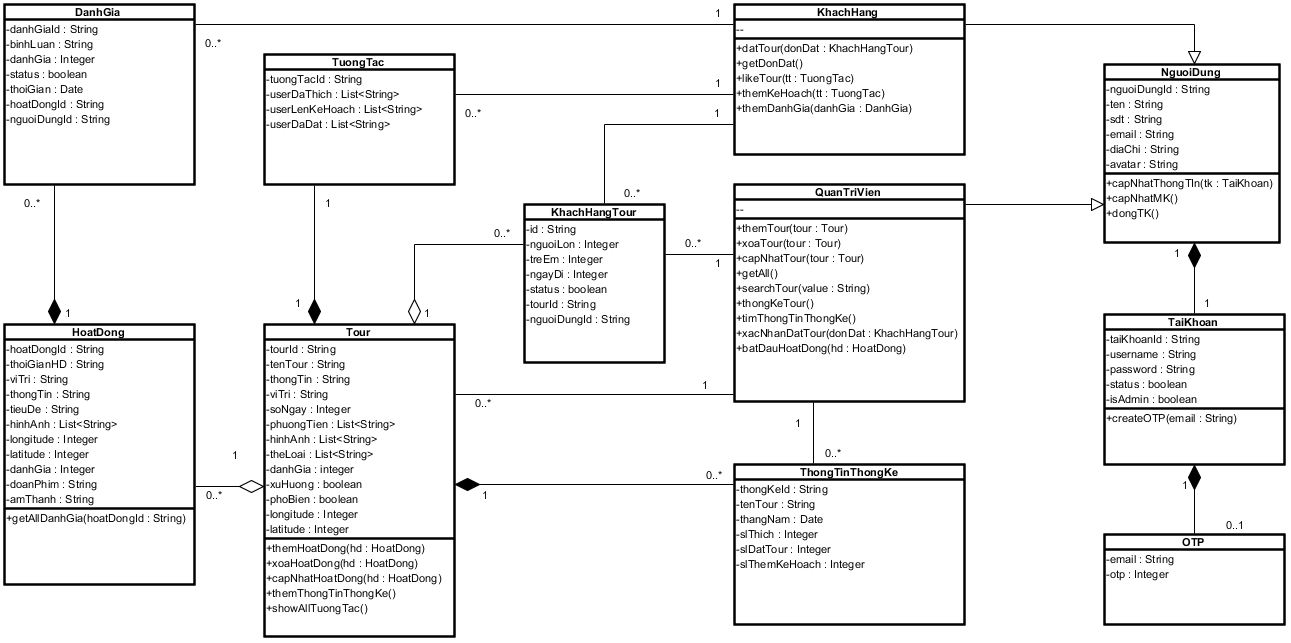 DanhGia
-danhGiaId : String
-binhLuan : String
-danhGia : Integer
-status : boolean
-thoiGian : Date
-hoatDongId : String
-nguoiDungId : String
1
0..*
TuongTac
-tuongTacId : String
-userDaThich : List<String>
-userLenKeHoach : List<String>
-userDaDat : List<String>
1
0..*
KhachHang
--
+datTour(donDat : KhachHangTour)
+getDonDat()
+likeTour(tt : TuongTac)
+themKeHoach(tt : TuongTac)
+themDanhGia(danhGia : DanhGia)
1
0..*
NguoiDung
-nguoiDungId : String
-ten : String
-sdt : String
-email : String
-diaChi : String
-avatar : String
+capNhatThongTIn(tk : TaiKhoan)
+capNhatMK()
+dongTK()
0..*
1
1
1
KhachHangTour
-id : String
-nguoiLon : Integer
-treEm : Integer
-ngayDi : Integer
-status : boolean
-tourId : String
-nguoiDungId : String
0..*
1
0..*
1
QuanTriVien
--
+themTour(tour : Tour)
+xoaTour(tour : Tour)
+capNhatTour(tour : Tour)
+getAll()
+searchTour(value : String)
+thongKeTour()
+timThongTinThongKe()
+xacNhanDatTour(donDat : KhachHangTour)
+batDauHoatDong(hd : HoatDong)
1
1
HoatDong
-hoatDongId : String
-thoiGianHD : String
-viTri : String
-thongTin : String
-tieuDe : String
-hinhAnh : List<String>
-longitude : Integer
-latitude : Integer
-danhGia : Integer
-doanPhim : String
-amThanh : String
+getAllDanhGia(hoatDongId : String)
1
0..*
Tour
-tourId : String
-tenTour : String
-thongTin : String
-viTri : String
-soNgay : Integer
-phuongTien : List<String>
-hinhAnh : List<String>
-theLoai : List<String>
-danhGia : integer
-xuHuong : boolean
-phoBien : boolean
-longitude : Integer
-latitude : Integer
+themHoatDong(hd : HoatDong)
+xoaHoatDong(hd : HoatDong)
+capNhatHoatDong(hd : HoatDong)
+themThongTinThongKe()
+showAllTuongTac()
1
0..*
1
0..*
0..*
1
ThongTinThongKe
-thongKeId : String
-tenTour : String
-thangNam : Date
-slThich : Integer
-slDatTour : Integer
-slThemKeHoach : Integer
TaiKhoan
-taiKhoanId : String
-username : String
-password : String
-status : boolean
-isAdmin : boolean
+createOTP(email : String)
1
0..1
OTP
-email : String
-otp : Integer